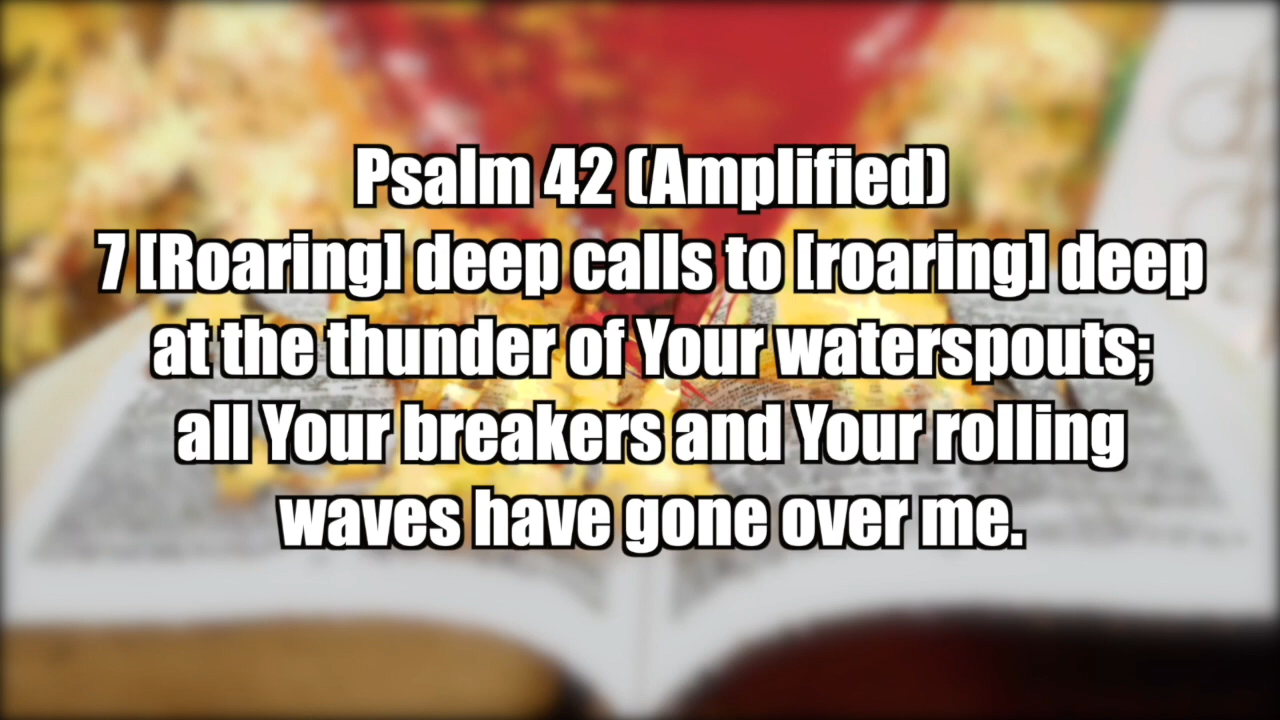 Psalm 42 (Amplified)
7 [Roaring] deep calls to [roaring] deep
at the thunder of Your waterspouts;
all Your breakers and Your rolling
waves have gone over me.